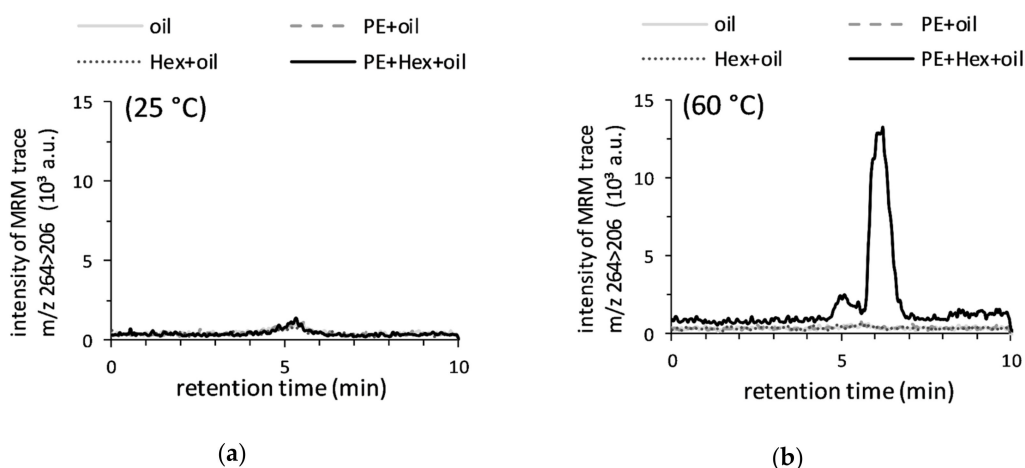 oil
PE+oil
Hex+oil
PE+Hex+oil
(25 °C)
intensity of MRM trace
m/z 264>206 (10³ a.u.)
15
10
5
0
0
5
10
retention time (min)
(a)
oil
PE+oil
Hex+oil
PE+Hex+oil
(60 °C)
intensity of MRM trace
m/z 264>206 (10³ a.u.)
15
10
5
0
0
5
10
retention time (min)
(b)